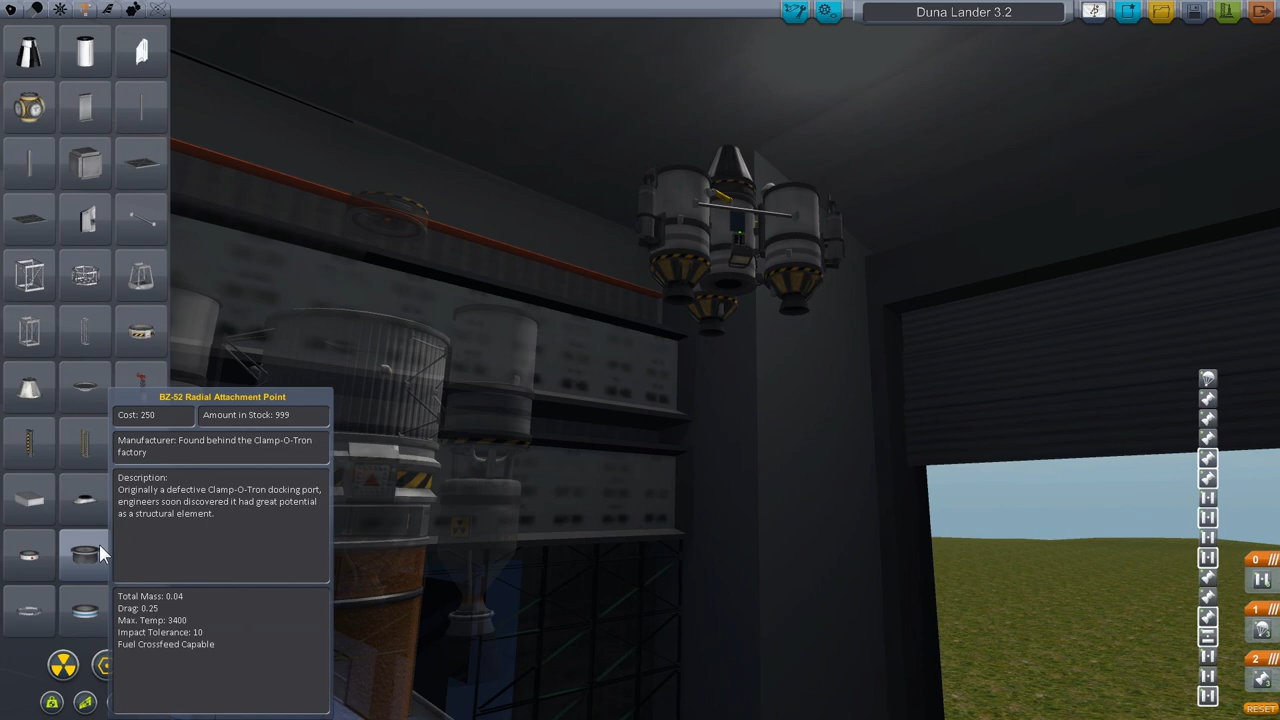 Duna Lander 3.2
BZ-52 Radial Attachment Point
Cost: 250
Amount in Stock: 999
Manufacturer: Found behind the Clamp-O-Tron
factory
Description:
Originally a defective Clamp-O-Tron docking port,
engineers soon discovered it had great potential
as a structural element.
Total Mass: 0.04
Drag: 0.25
Max. Temp: 3400
Impact Tolerance: 10
Fuel Crossfeed Capable
0
1
3
2
3
RESET